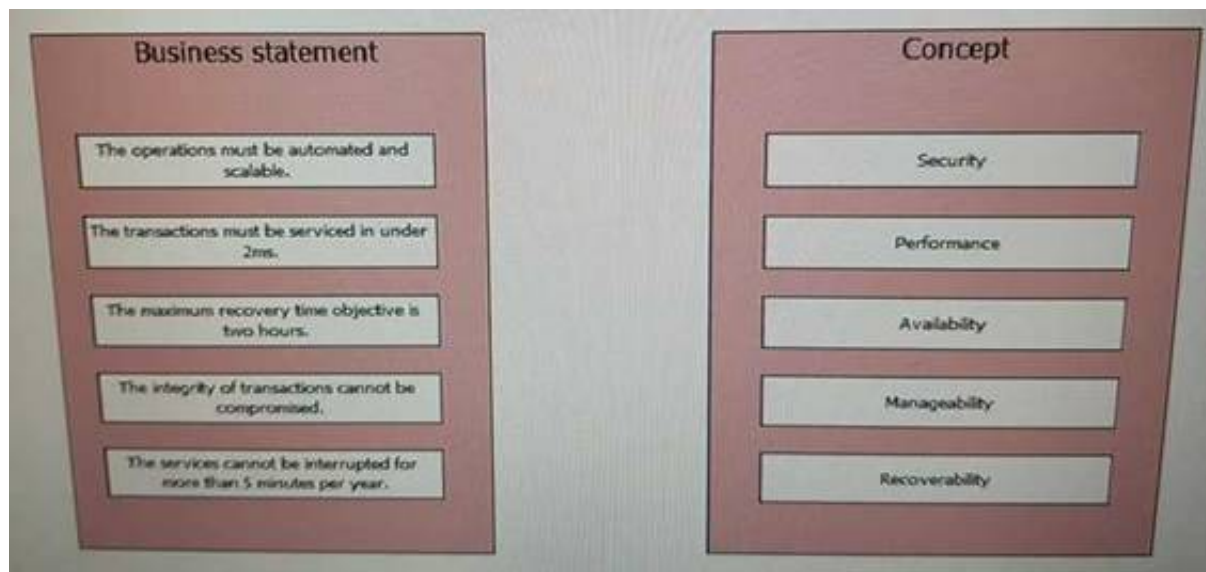 Business statement
The operations must be automated and
scalable.
The transactions must be serviced in under
2ms.
The maximum recovery time objective is
two hours.
The integrity of transactions cannot be
compromised.
The services cannot be interrupted for
more than 5 minutes per year.
Concept
Security
Performance
Availability
Manageability
Recoverability